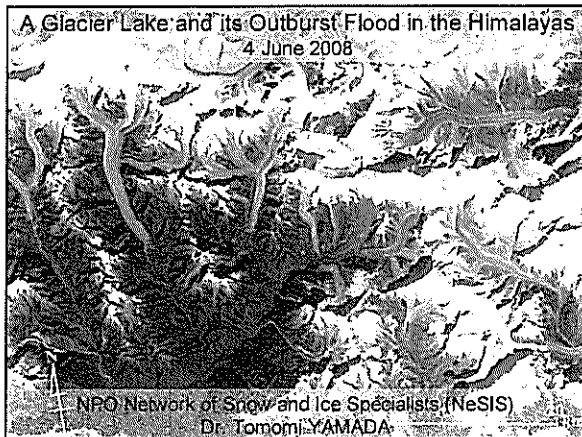 A Glacier Lake and its Outburst Flood in the Himalayas
4 June 2008
NPO Network of Snow and Ice Specialists (NeSIS)
Dr. Tomomi YAMADA